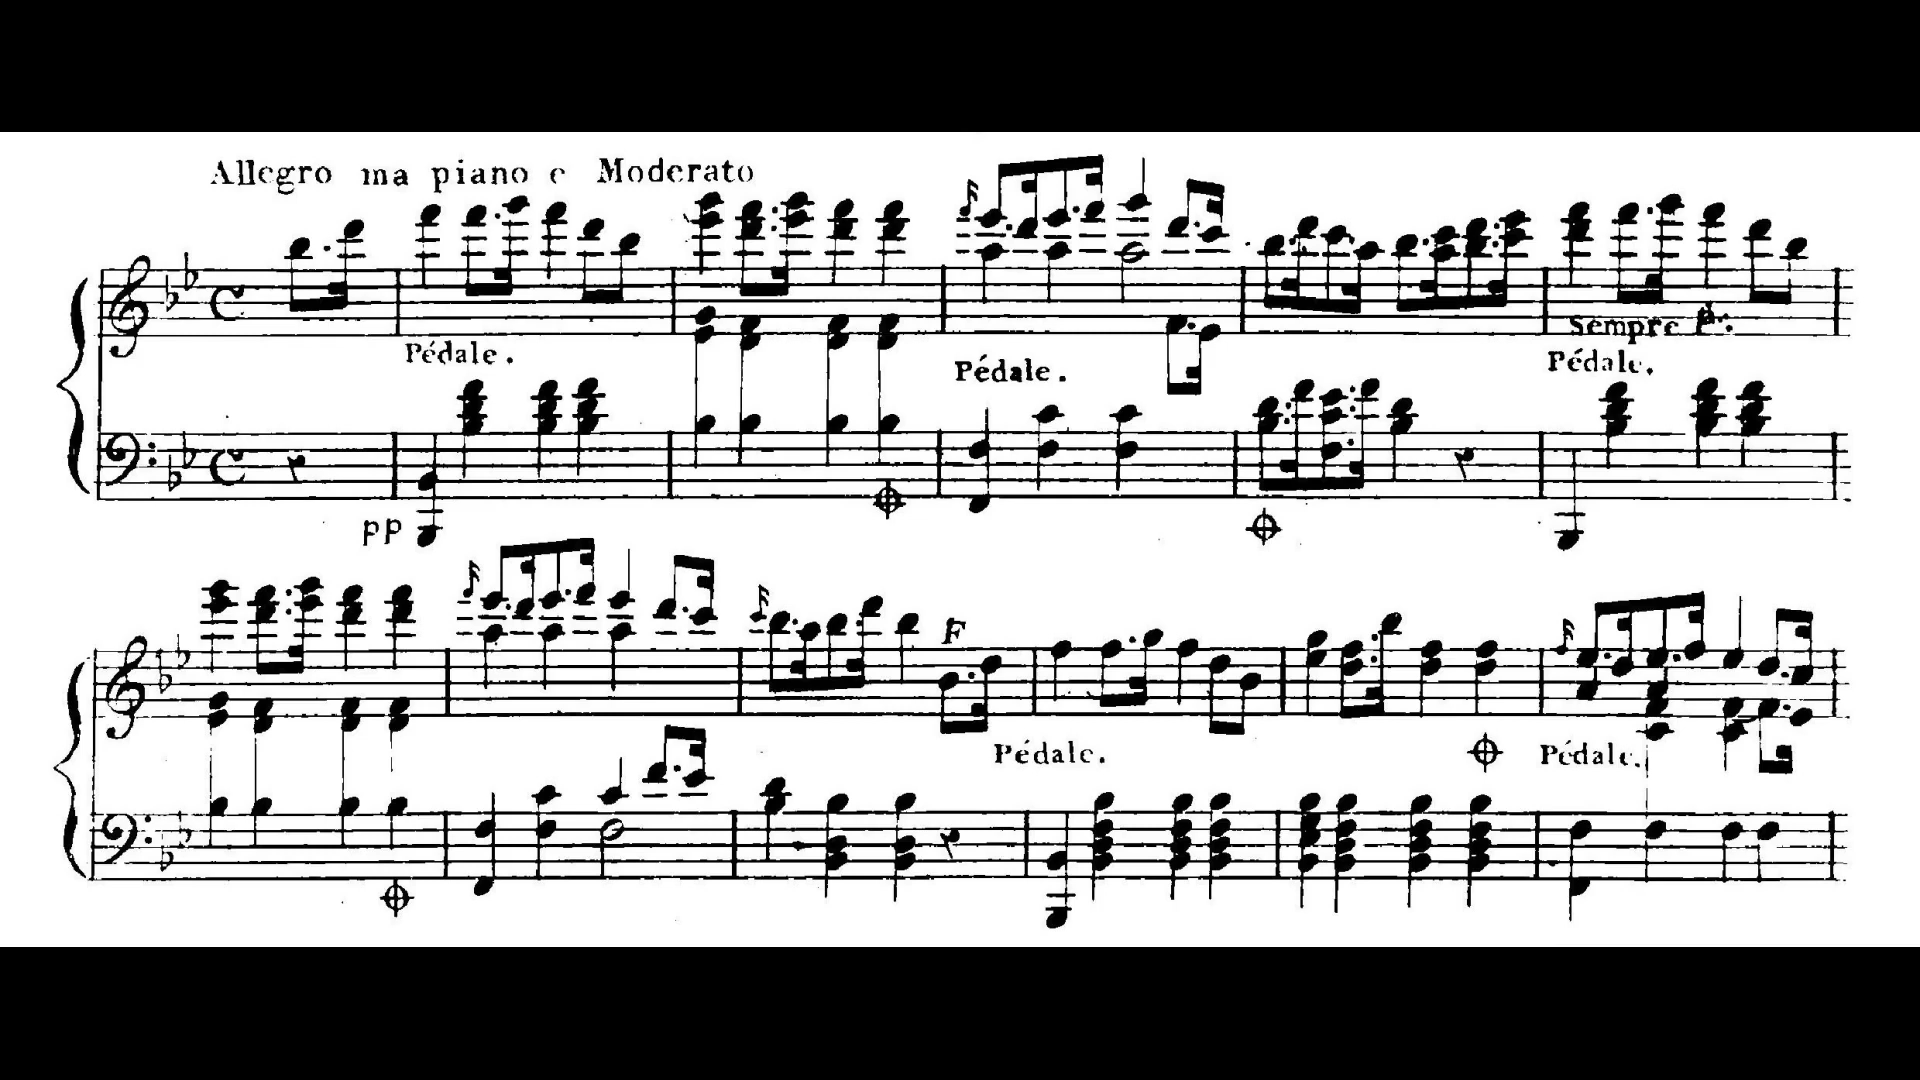 Allegro ma piano e Moderato
Pédale.
Pédale.
Sempre P.
Pédale.
pp
F
Pédale.
Pédale.